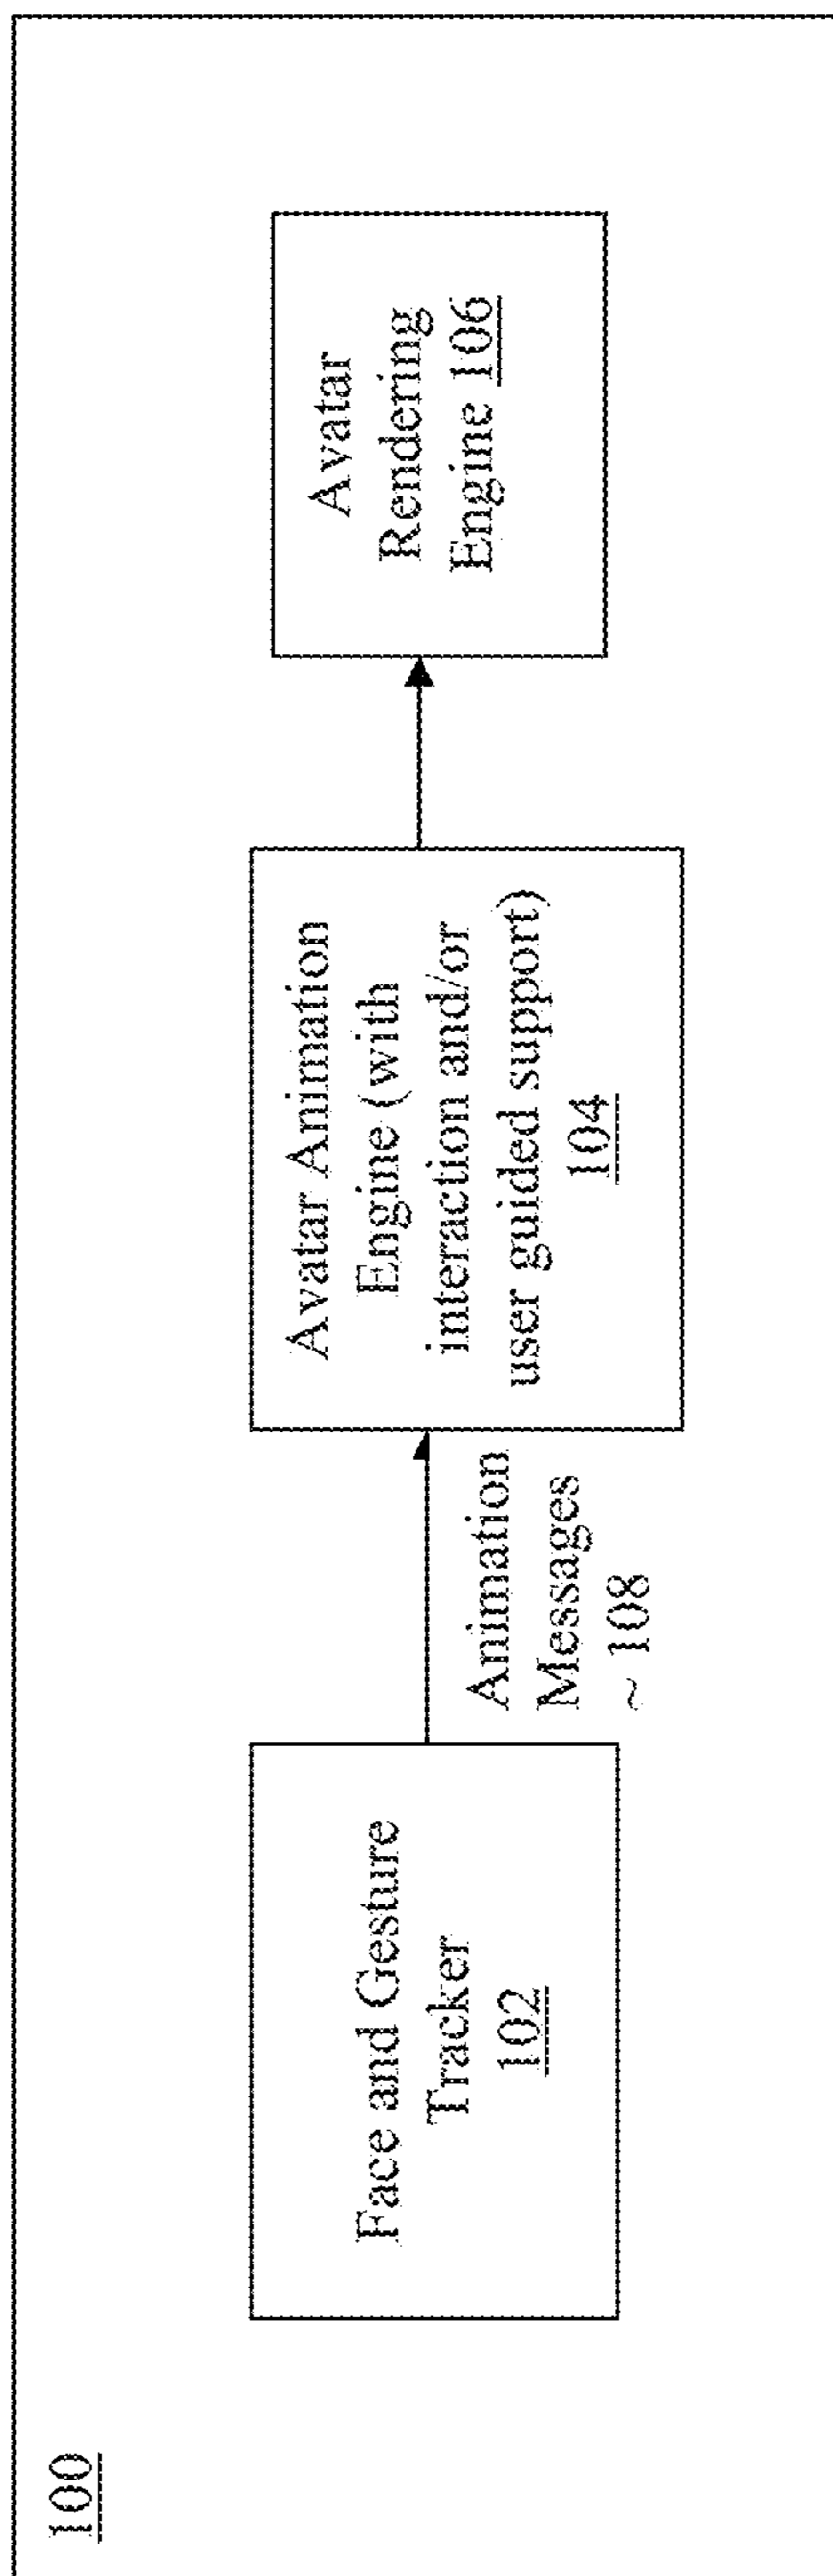 100
Face and Gesture
Tracker
102
Animation
Messages
~ 108
Avatar Animation
Engine (with
interaction and/or
user guided support)
104
Avatar
Rendering
Engine 106